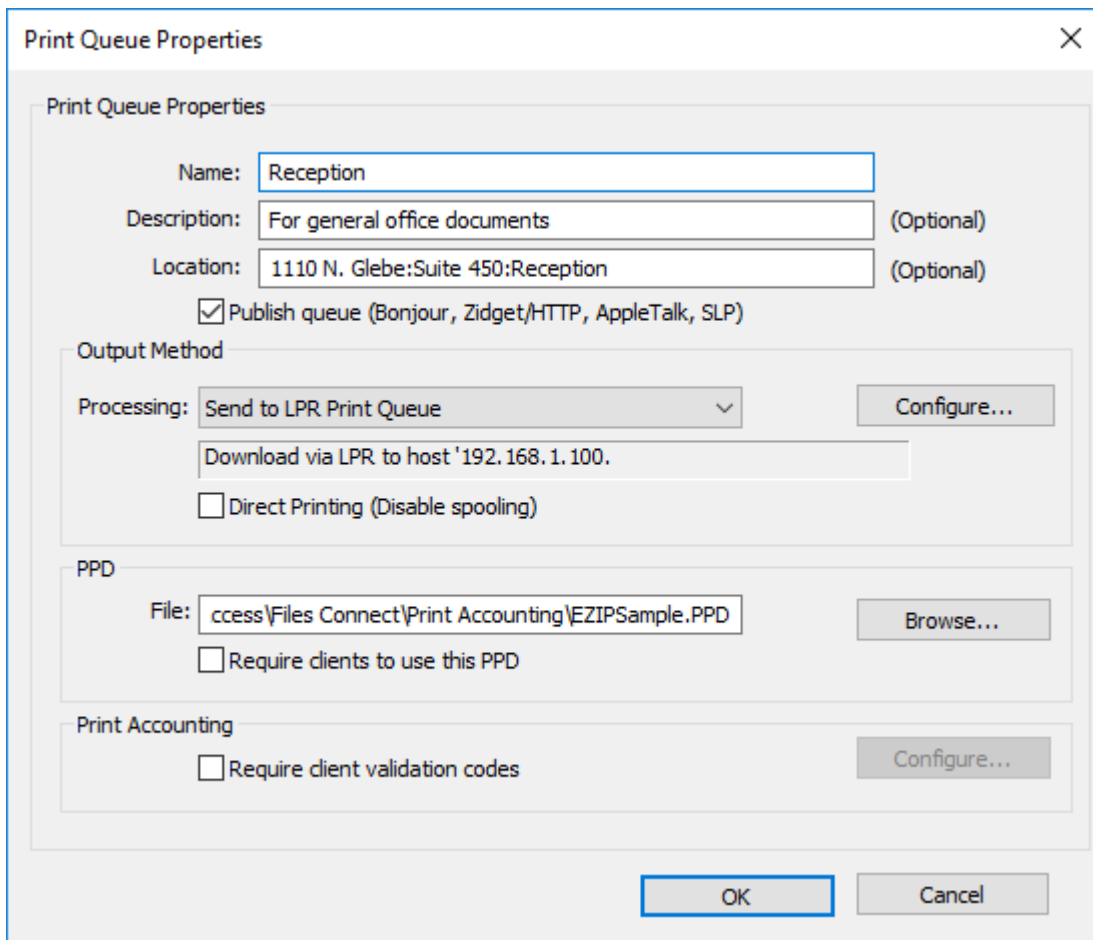 Print Queue Properties
Print Queue Properties
Name: Reception
Description: For general office documents (Optional)
Location: 1110 N. Glebe:Suite 450:Reception (Optional)
Publish queue (Bonjour, Zidget/HTTP, AppleTalk, SLP)
Output Method
Processing: Send to LPR Print Queue Configure...
Download via LPR to host '192.168.1.100.
Direct Printing (Disable spooling)
PPD
File: ccess\Files Connect\Print Accounting\EZIPSample.PPD Browse...
Require clients to use this PPD
Print Accounting
Require client validation codes Configure...
OK Cancel